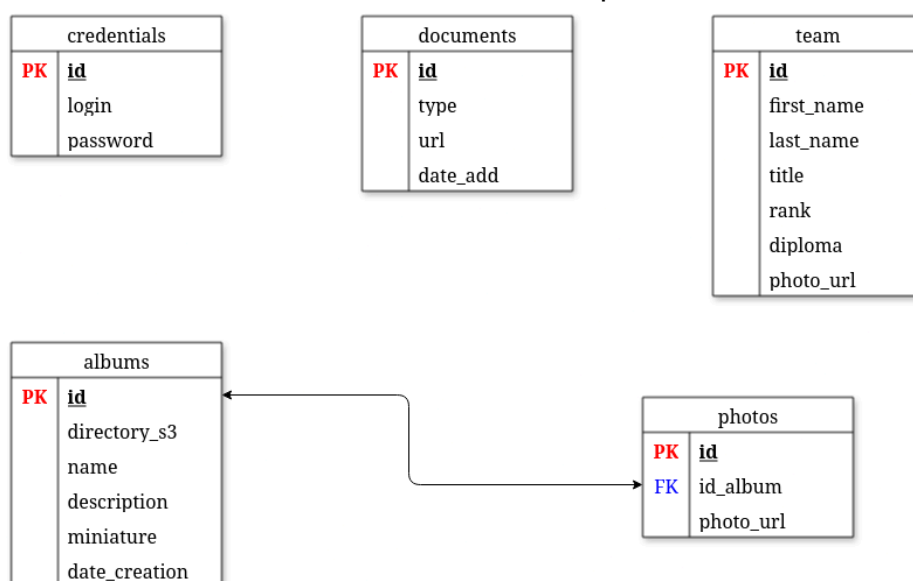 credentials
PK id
login
password
documents
PK id
type
url
date_add
team
PK id
first_name
last_name
title
rank
diploma
photo_url
albums
PK id
directory_s3
name
description
miniature
date_creation
photos
PK id
FK id_album
photo_url